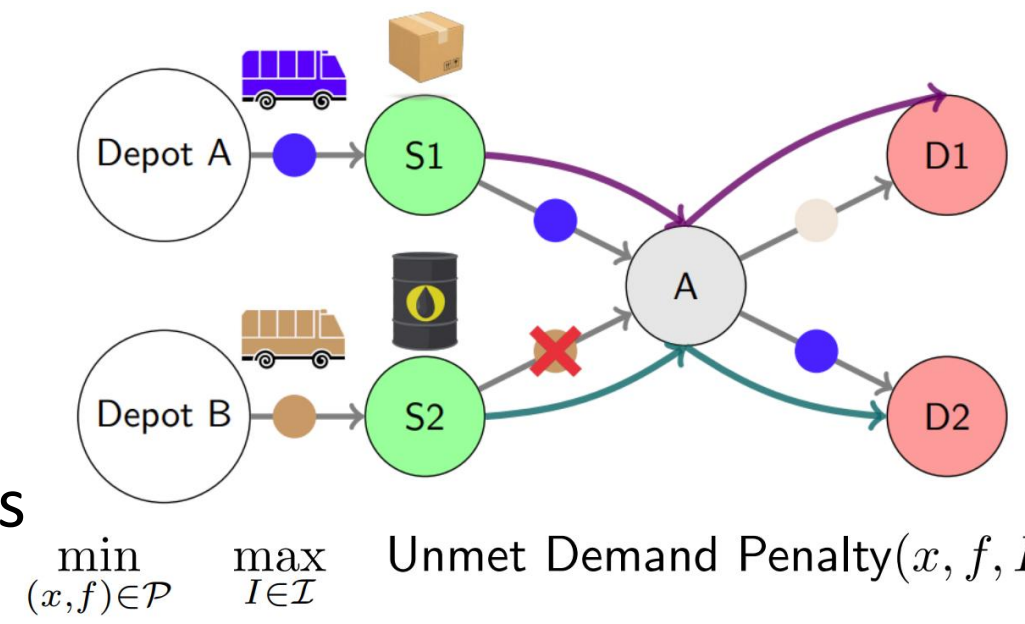 Depot A
S1
D1
A
Depot B
S2
D2
s
min max Unmet Demand Penalty(x, f, I
(x,f)∈𝒫 I∈ℐ